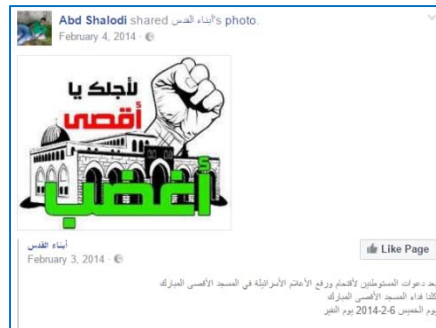 Abd Shalodi shared أبناء القدس's photo.
February 4, 2014
لأجلك يا
أقصى
أغضب
أبناء القدس
February 3, 2014
Like Page
بعد دعوات المستوطنين لأقتحام ورفع الأعلام الأسرائيلة في المسجد الأقصى المبارك
كلنا فداء المسجد الأقصى المبارك
يوم الخميس 6-2-2014 يوم النفير